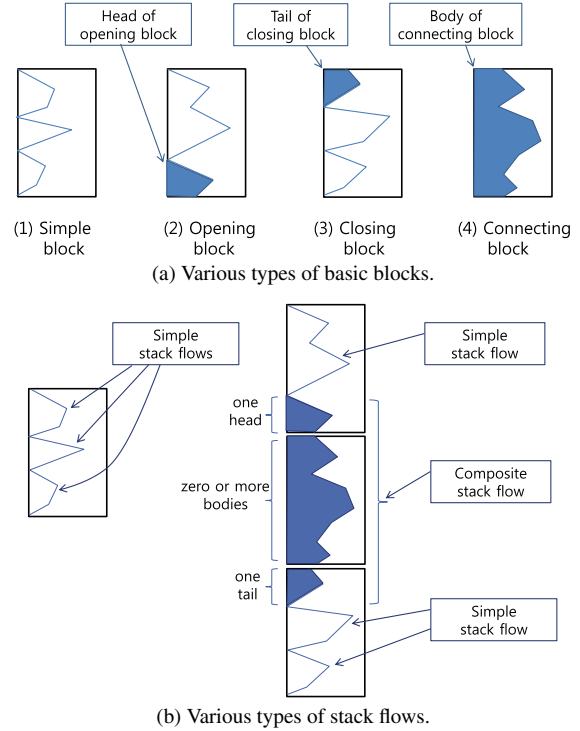 Head of
opening block
Tail of
closing block
Body of
connecting block
(1) Simple
block
(2) Opening
block
(3) Closing
block
(4) Connecting
block
(a) Various types of basic blocks.
Simple
stack flows
Simple
stack flow
one
head
zero or more
bodies
Composite
stack flow
one
tail
Simple
stack flow
(b) Various types of stack flows.